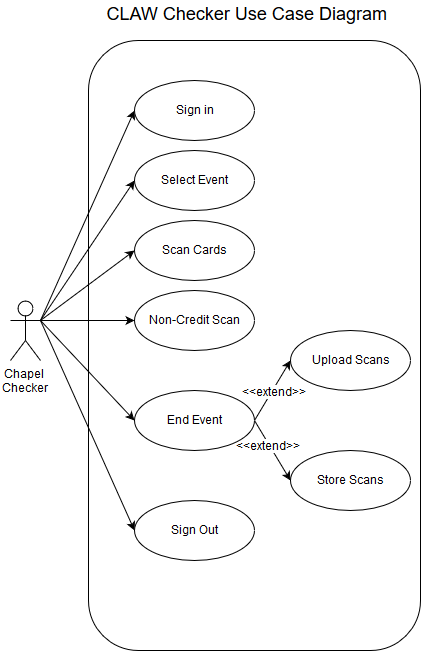 CLAW Checker Use Case Diagram
Sign in
Select Event
Scan Cards
Non-Credit Scan
Chapel
Checker
Upload Scans
<<extend>>
End Event
<<extend>>
Store Scans
Sign Out